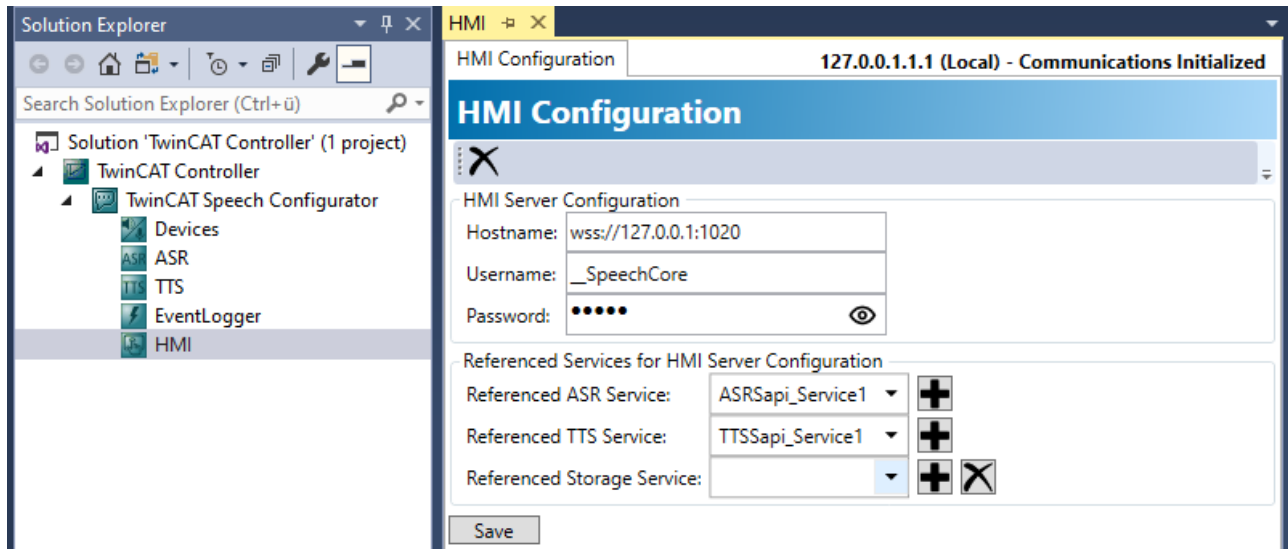 Solution Explorer
Search Solution Explorer (Ctrl+ü)
Solution 'TwinCAT Controller' (1 project)
TwinCAT Controller
TwinCAT Speech Configurator
Devices
ASR ASR
TTS TTS
EventLogger
HMI
HMI
HMI Configuration
127.0.0.1.1.1 (Local) - Communications Initialized
HMI Configuration
HMI Server Configuration
Hostname: wss://127.0.0.1:1020
Username: __SpeechCore
Password: •••••
Referenced Services for HMI Server Configuration
Referenced ASR Service: ASRSapi_Service1
Referenced TTS Service: TTSSapi_Service1
Referenced Storage Service:
Save